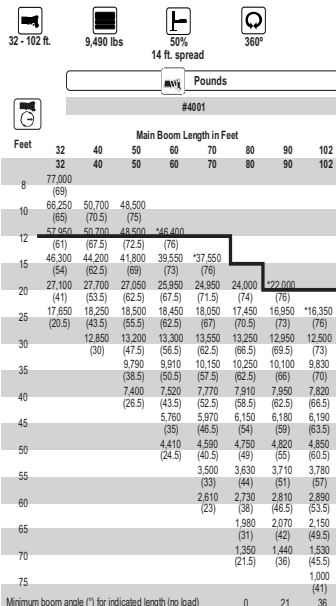 32 - 102 ft. 9,490 lbs 50% 360º
14 ft. spread
Pounds
#4001
Feet Main Boom Length in Feet
32 40 50 60 70 80 90 102
32 40 50 60 70 80 90 102
8 77,000
(69)
10 66,250 50,700 48,500
(65) (70.5) (75)
12 57,950 50,700 48,500 *46,400
(61) (67.5) (72.5) (76)
15 46,300 44,200 41,800 39,550 *37,550
(54) (62.5) (69) (73) (76)
20 27,100 27,700 27,050 25,950 24,950 24,000 *22,000
(41) (53.5) (62.5) (67.5) (71.5) (74) (76)
25 17,650 18,250 18,500 18,450 18,050 17,450 16,950 *16,350
(20.5) (43.5) (55.5) (62.5) (67) (70.5) (73) (76)
30 12,850 13,200 13,300 13,550 13,250 12,950 12,500
(30) (47.5) (56.5) (62.5) (66.5) (69.5) (73)
35 9,790 9,910 10,150 10,250 10,100 9,830
(38.5) (50.5) (57.5) (62.5) (66) (70)
40 7,400 7,520 7,770 7,910 7,950 7,820
(26.5) (43.5) (52.5) (58.5) (62.5) (66.5)
45 5,760 5,970 6,150 6,180 6,190
(35) (46.5) (54) (59) (63.5)
50 4,410 4,590 4,750 4,820 4,850
(24.5) (40.5) (49) (55) (60.5)
55 3,500 3,630 3,710 3,780
(33) (44) (51) (57)
60 2,610 2,730 2,810 2,890
(23) (38) (46.5) (53.5)
65 1,980 2,070 2,150
(31) (42) (49.5)
70 1,350 1,440 1,530
(21.5) (36) (45.5)
75 1,000
(41)
Minimum boom angle (°) for indicated length (no load) 0 21 36